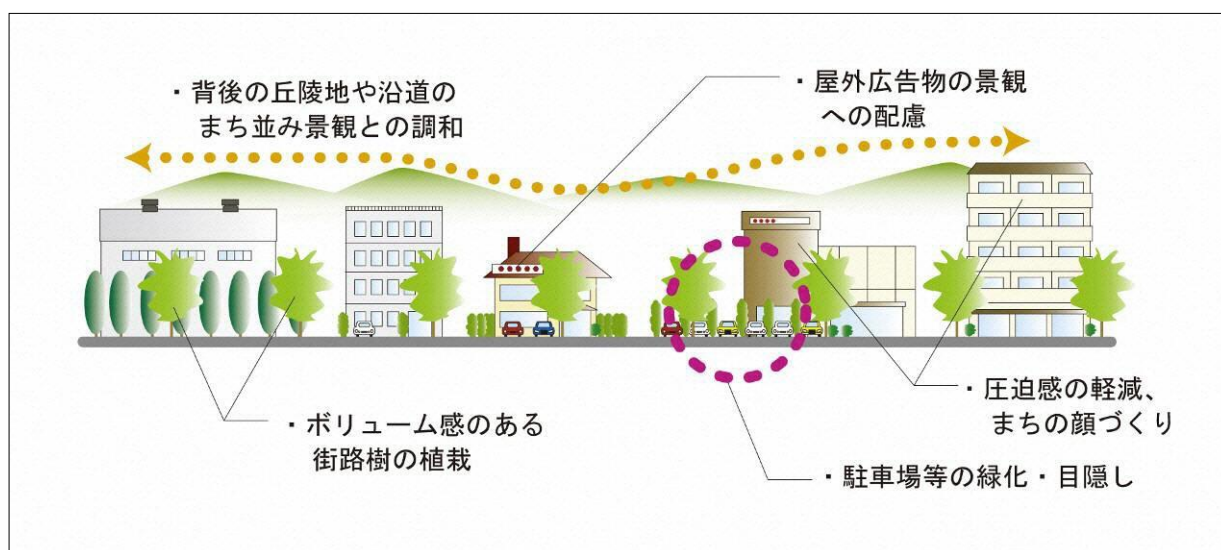 ・背後の丘陵地や沿道の
まち並み景観との調和
・屋外広告物の景観
への配慮
・ボリューム感のある
街路樹の植栽
・圧迫感の軽減、
まちの顔づくり
・駐車場等の緑化・目隠し